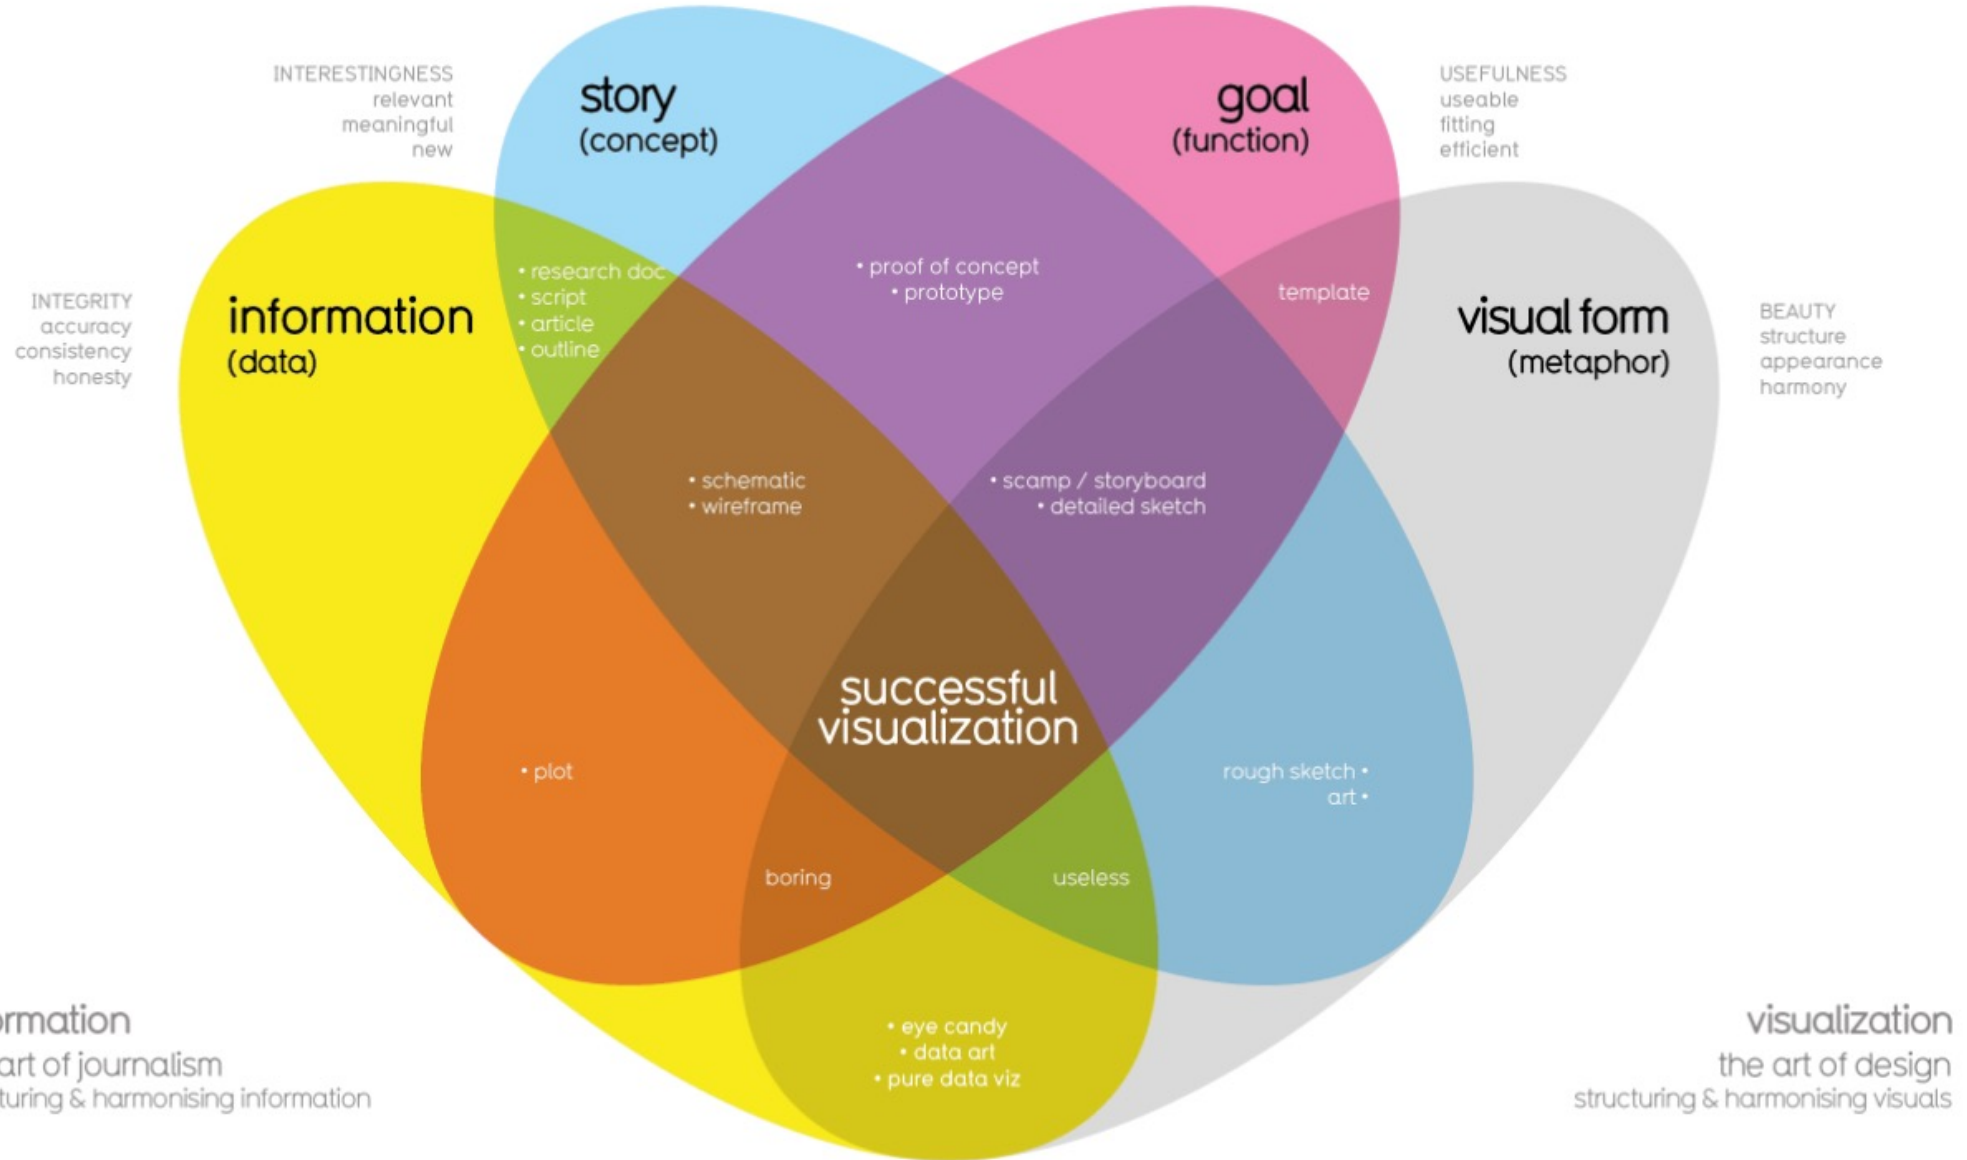 INTERESTINGNESS
relevant
meaningful
new
story
(concept)
goal
(function)
USEFULNESS
useable
fitting
efficient
INTEGRITY
accuracy
consistency
honesty
information
(data)
• research doc
• script
• article
• outline
• proof of concept
• prototype
template
visual form
(metaphor)
BEAUTY
structure
appearance
harmony
• schematic
• wireframe
• scamp / storyboard
• detailed sketch
successful
visualization
• plot
rough sketch •
art •
boring
useless
• eye candy
• data art
• pure data viz
art of journalism
& harmonising information
visualization
the art of design
structuring & harmonising visuals